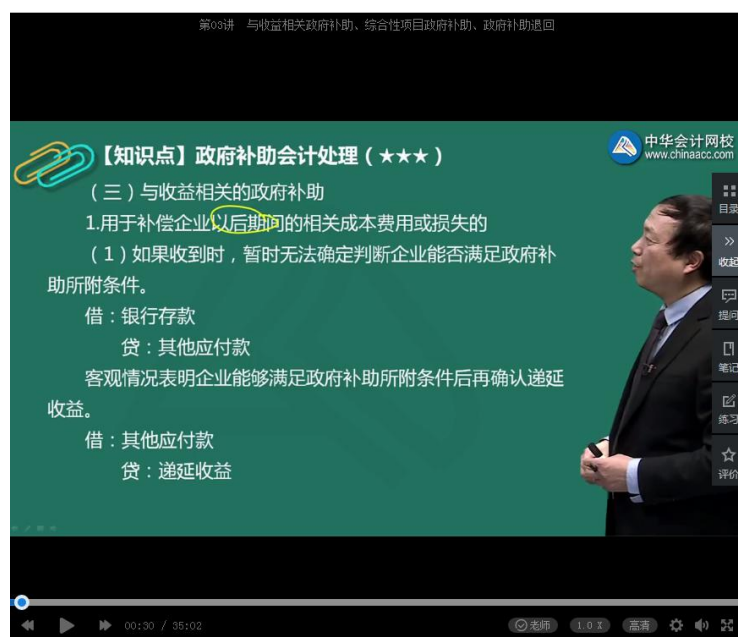 第03讲 与收益相关政府补助、综合性项目政府补助、政府补助退回
【知识点】政府补助会计处理（★★★）
中华会计网校
www.chinaacc.com
（三）与收益相关的政府补助
1.用于补偿企业以后期间的相关成本费用或损失的
（1）如果收到时，暂时无法确定判断企业能否满足政府补
助所附条件。
借：银行存款
贷：其他应付款
客观情况表明企业能够满足政府补助所附条件后再确认递延
收益。
借：其他应付款
贷：递延收益
目录
收起
提问
笔记
练习
评价
00:30 / 35:02
老师
1.0 X
高清